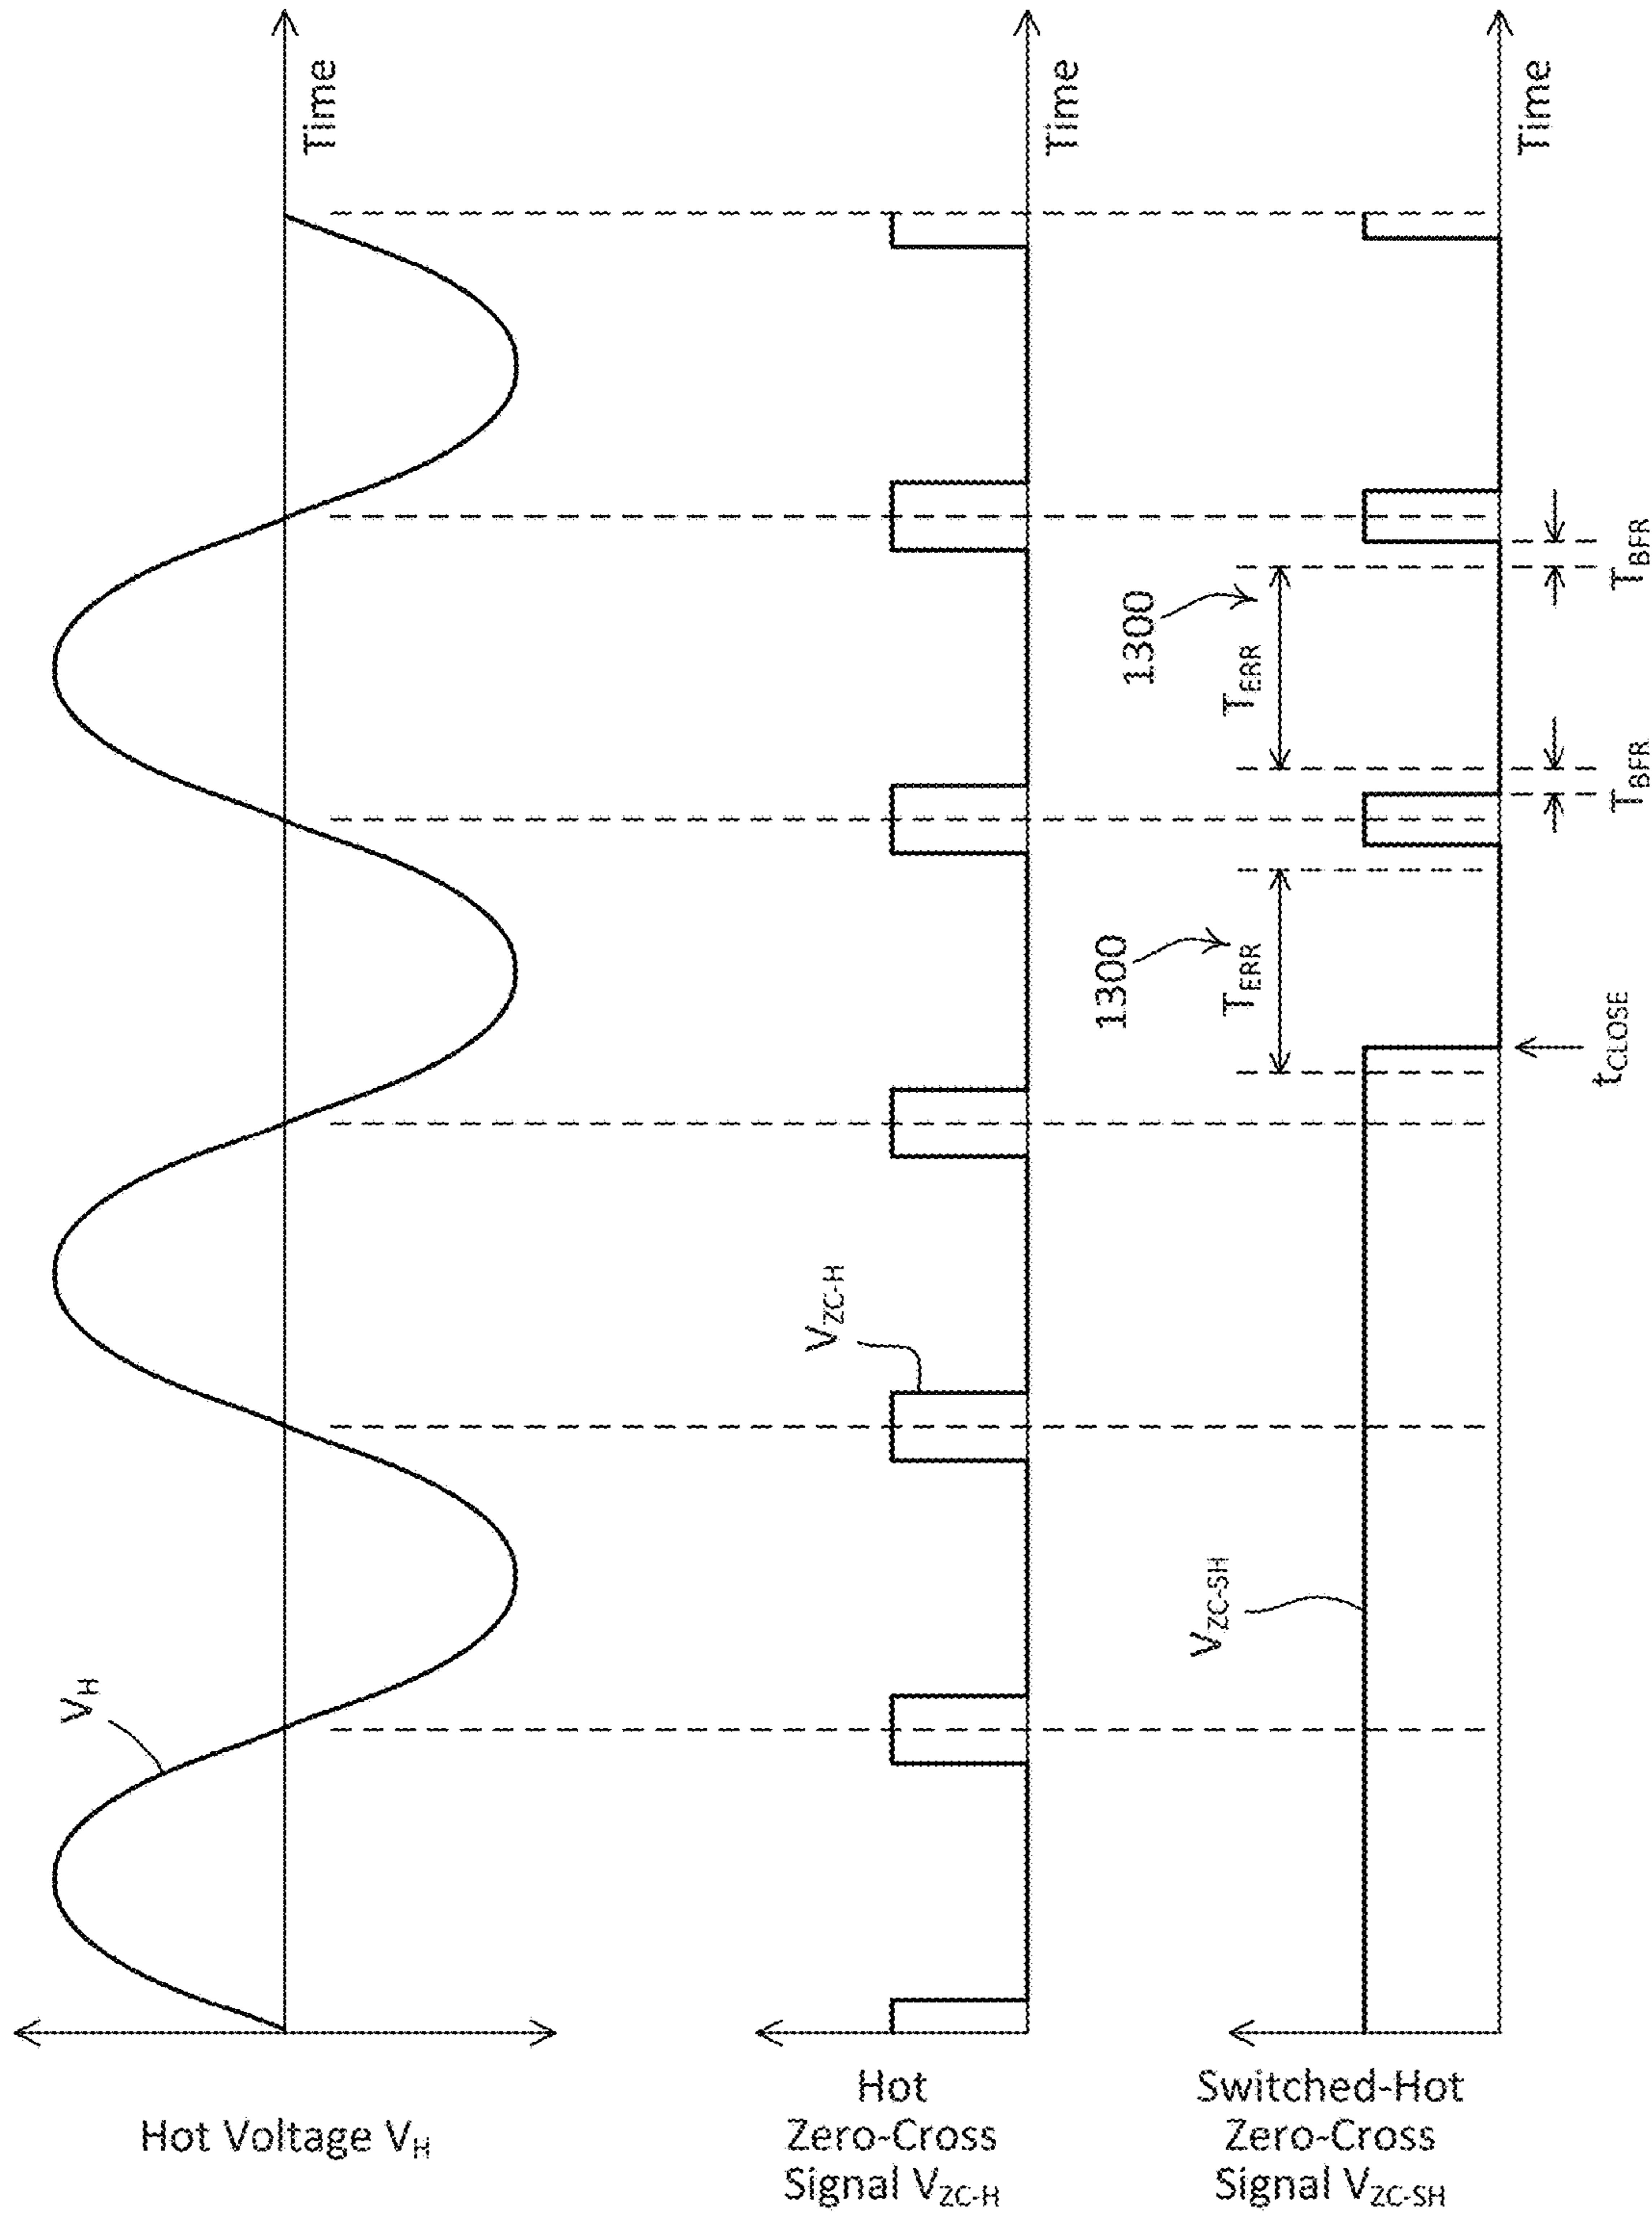 Hot Voltage VH
VH
Time
Hot
Zero-Cross
Signal VZC-H
VZC-H
Time
Switched-Hot
Zero-Cross
Signal VZC-SH
VZC-SH
1300
TERR
1300
TERR
Time
tCLOSE
TBFR
TBFR